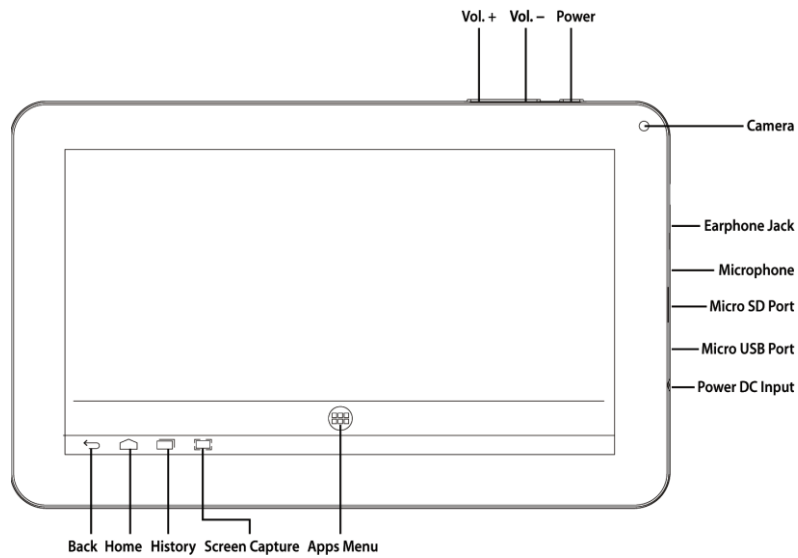 Vol. + Vol. – Power
Camera
Earphone Jack
Microphone
Micro SD Port
Micro USB Port
Power DC Input
Back Home History Screen Capture Apps Menu